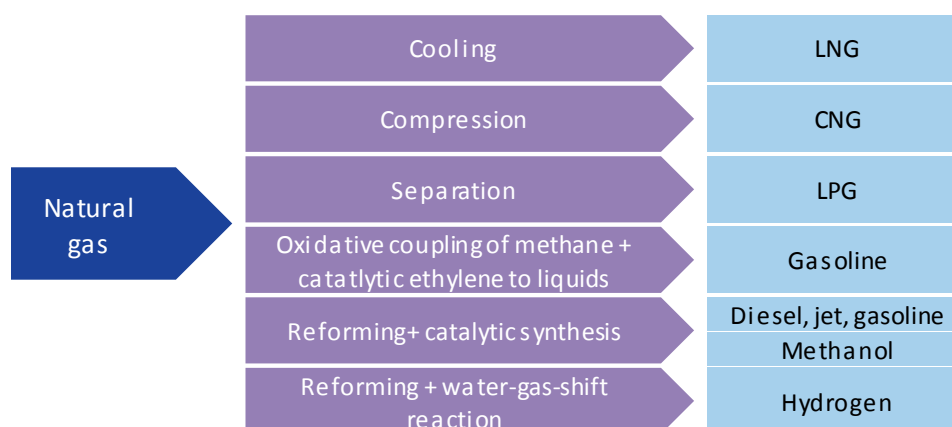 Cooling
LNG
Compression
CNG
Natural
gas
Separation
LPG
Oxidative coupling of methane +
catatlytic ethylene to liquids
Gasoline
Reforming+ catalytic synthesis
Diesel, jet, gasoline
Methanol
Reforming + water-gas-shift
reaction
Hydrogen